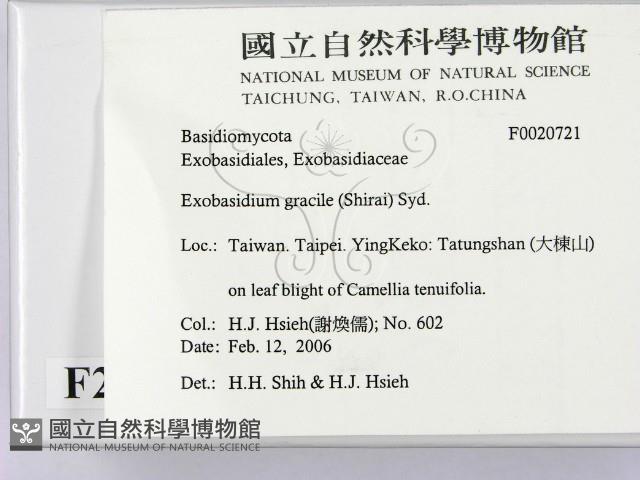 國立自然科學博物館
NATIONAL MUSEUM OF NATURAL SCIENCE
TAICHUNG, TAIWAN, R.O.CHINA
Basidiomycota F0020721
Exobasidiales, Exobasidiaceae
Exobasidium gracile (Shirai) Syd.
Loc.: Taiwan. Taipei. YingKeko: Tatungshan (大棟山)
on leaf blight of Camellia tenuifolia.
Col.: H.J. Hsieh(謝煥儒); No. 602
Date: Feb. 12, 2006
Det.: H.H. Shih & H.J. Hsieh
F2
國立自然科學博物館
NATIONAL MUSEUM OF NATURAL SCIENCE